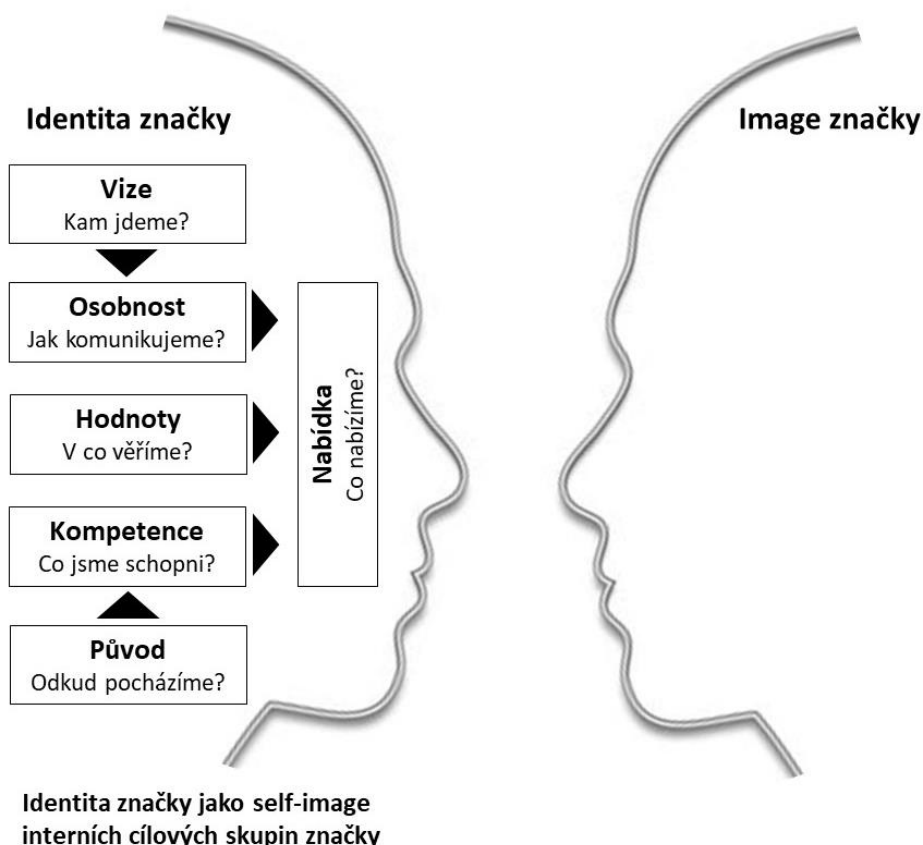 Identita značky
Image značky
Vize
Kam jdeme?
Osobnost
Jak komunikujeme?
Hodnoty
V co věříme?
Kompetence
Co jsme schopni?
Původ
Odkud pocházíme?
Nabídka
Co nabízíme?
Identita značky jako self-image
interních cílových skupin značky